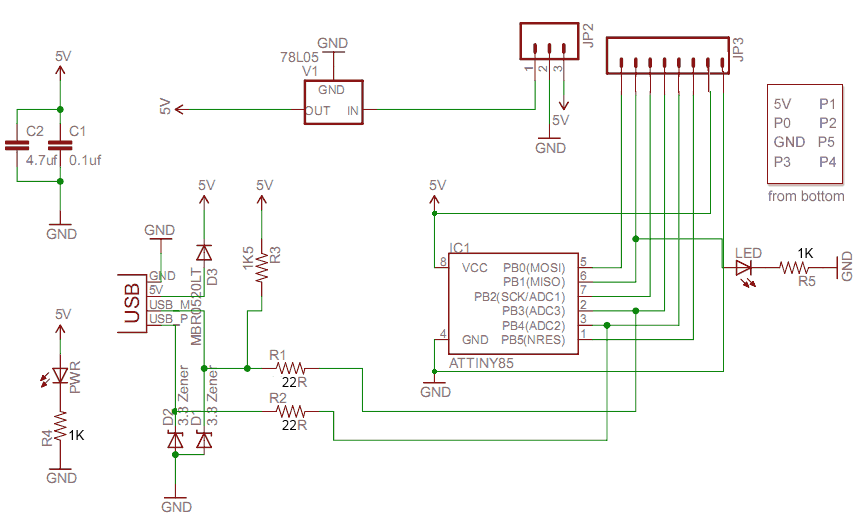 JP2
JP3
GND
78L05
V1
GND
OUT IN
1 2 3
5V
5V
GND
5V
C2 C1
4.7uf 0.1uf
GND
5V P1
P0 P2
GND P5
P3 P4
from bottom
5V 5V 5V
GND
1K5
R3
D3
MBR0520LT
USB
GND
5V
USB_M
USB_P
IC1
8 VCC PB0(MOSI) 5
PB1(MISO) 6
PB2(SCK/ADC1) 7
PB3(ADC3) 2
PB4(ADC2) 3
4 GND PB5(NRES) 1
ATTINY85
GND
LED 1K
R5
GND
5V
PWR
R4 1K
GND
R1
22R
R2
22R
D2
3.3 Zener
D1
3.3 Zener
GND